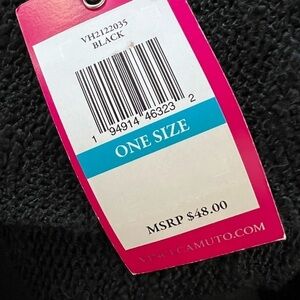 VH2122035
BLACK
1 94914 46323 2
ONE SIZE
MSRP $48.00
VINCECAMUTO.COM